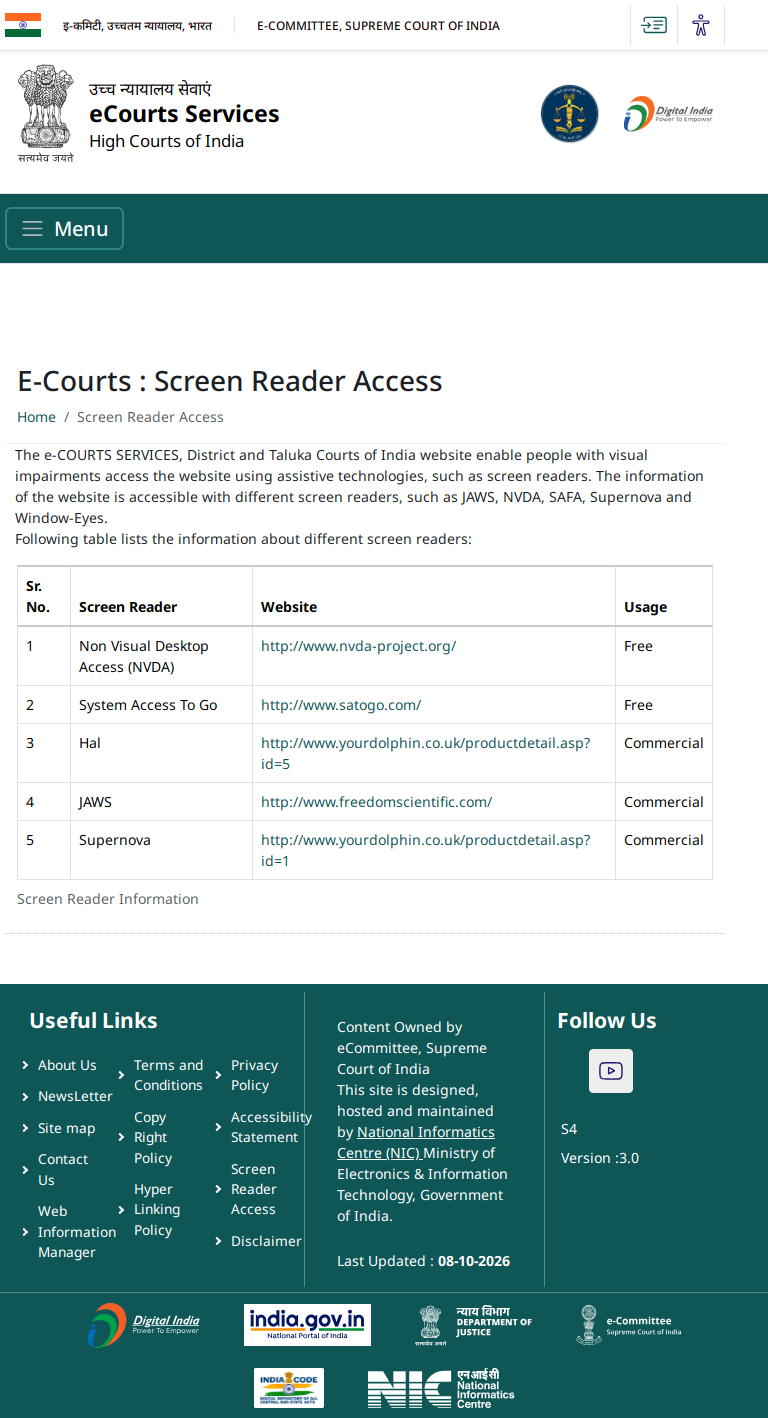 इ-कमिटी, उच्चतम न्यायालय, भारत
E-COMMITTEE, SUPREME COURT OF INDIA
सत्यमेव जयते
उच्च न्यायालय सेवाएं
eCourts Services
High Courts of India
Digital India
Power To Empower
Menu
E-Courts : Screen Reader Access
Home / Screen Reader Access
The e-COURTS SERVICES, District and Taluka Courts of India website enable people with visual
impairments access the website using assistive technologies, such as screen readers. The information
of the website is accessible with different screen readers, such as JAWS, NVDA, SAFA, Supernova and
Window-Eyes.
Following table lists the information about different screen readers:
Sr.
No.
Screen Reader
Website
Usage
1
Non Visual Desktop
Access (NVDA)
http://www.nvda-project.org/
Free
2
System Access To Go
http://www.satogo.com/
Free
3
Hal
http://www.yourdolphin.co.uk/productdetail.asp?
id=5
Commercial
4
JAWS
http://www.freedomscientific.com/
Commercial
5
Supernova
http://www.yourdolphin.co.uk/productdetail.asp?
id=1
Commercial
Screen Reader Information
Useful Links
About Us
NewsLetter
Site map
Contact
Us
Web
Information
Manager
Terms and
Conditions
Copy
Right
Policy
Hyper
Linking
Policy
Privacy
Policy
Accessibility
Statement
Screen
Reader
Access
Disclaimer
Content Owned by
eCommittee, Supreme
Court of India
This site is designed,
hosted and maintained
by National Informatics
Centre (NIC) Ministry of
Electronics & Information
Technology, Government
of India.
Last Updated : 08-10-2026
Follow Us
S4
Version :3.0
Digital India
Power To Empower
india.gov.in
National Portal of India
सत्यमेव जयते
न्याय विभाग
DEPARTMENT OF
JUSTICE
e-Committee
Supreme Court of India
INDIA CODE
DIGITAL REPOSITORY OF ALL
CENTRAL AND STATE ACTS
NIC
एनआईसी
National
Informatics
Centre